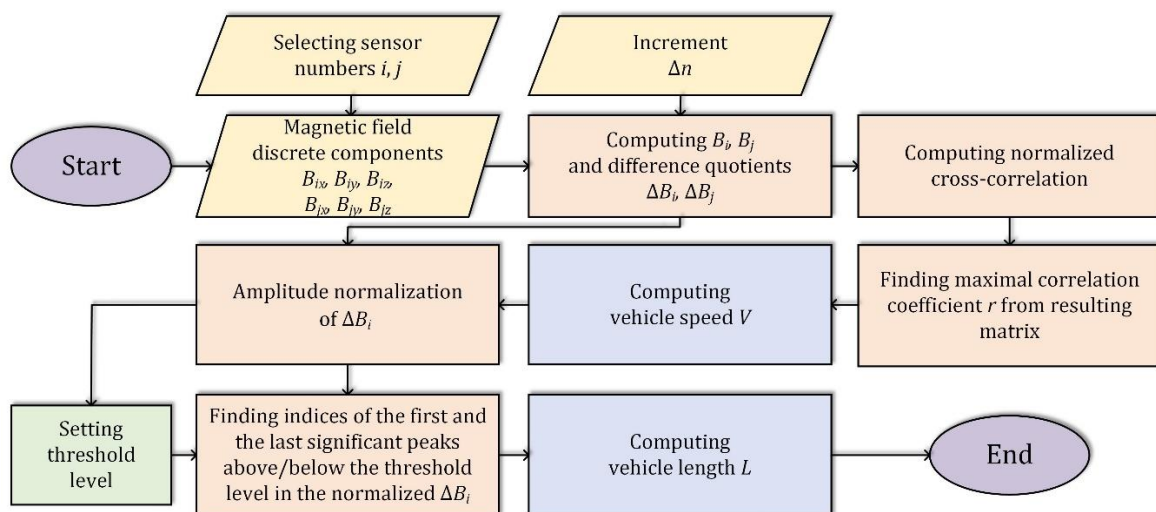 Selecting sensor
numbers i, j
Increment
Δn
Start
Magnetic field
discrete components
Bix, Biy, Biz,
Bjx, Bjy, Bjz
Computing Bi, Bj
and difference quotients
ΔBi, ΔBj
Computing normalized
cross-correlation
Amplitude normalization
of ΔBi
Computing
vehicle speed V
Finding maximal correlation
coefficient r from resulting
matrix
Setting
threshold
level
Finding indices of the first and
the last significant peaks
above/below the threshold
level in the normalized ΔBi
Computing
vehicle length L
End